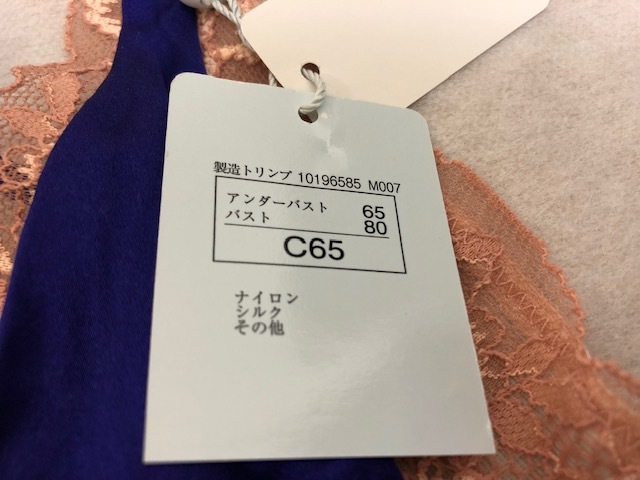 製造トリンプ 10196585 M007
アンダーバスト 65
バスト 80
C65
ナイロン
シルク
その他